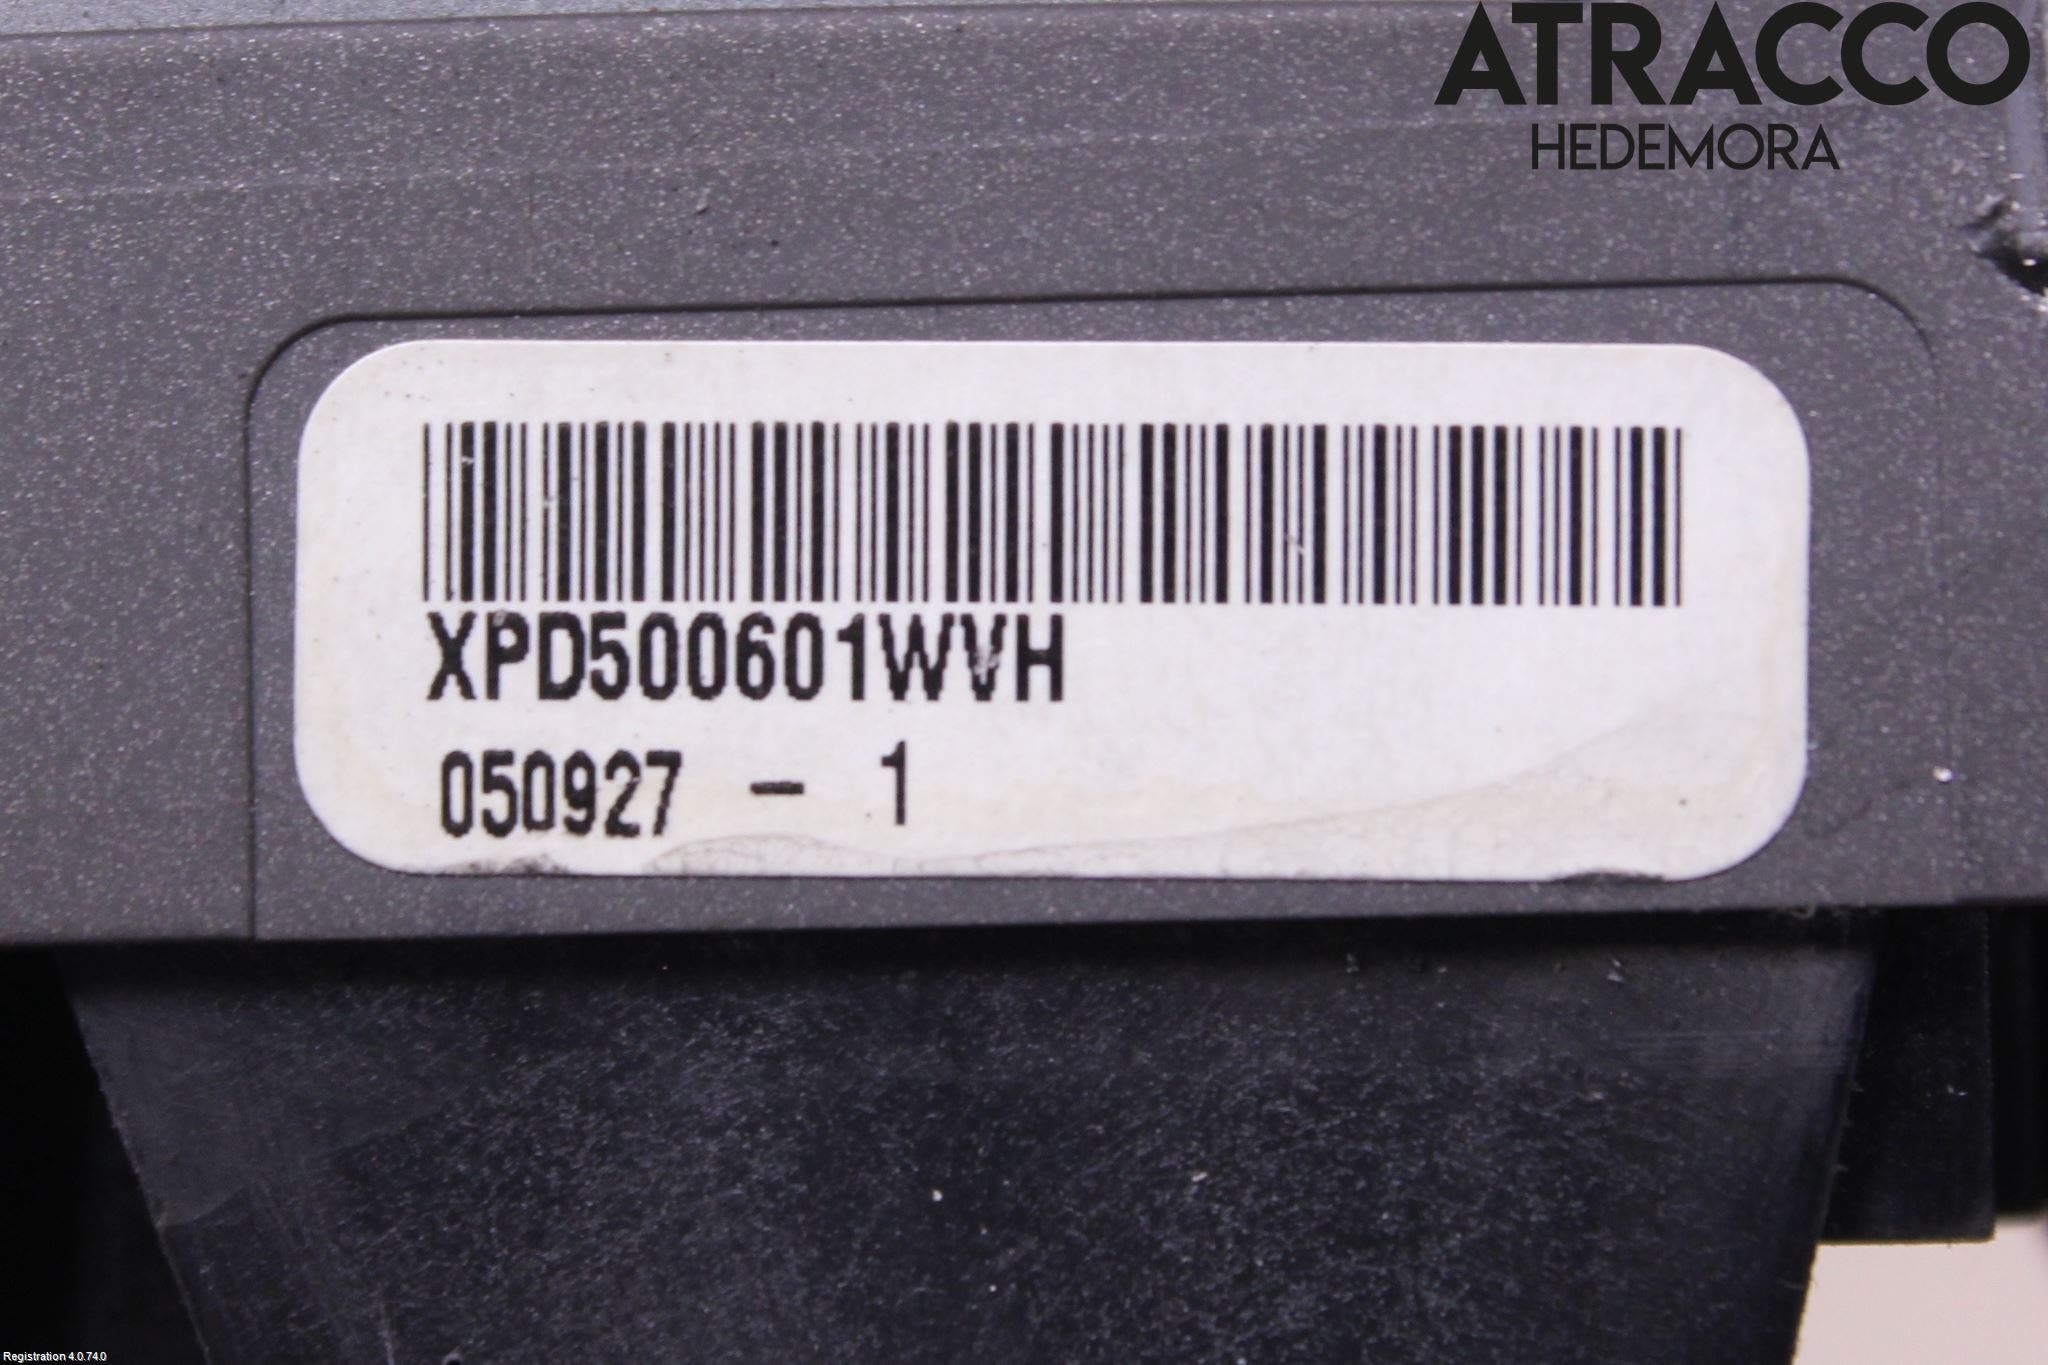 ATRACCO
HEDEMORA
XPD500601WVH
050927 - 1
Registration 4.0.74.0